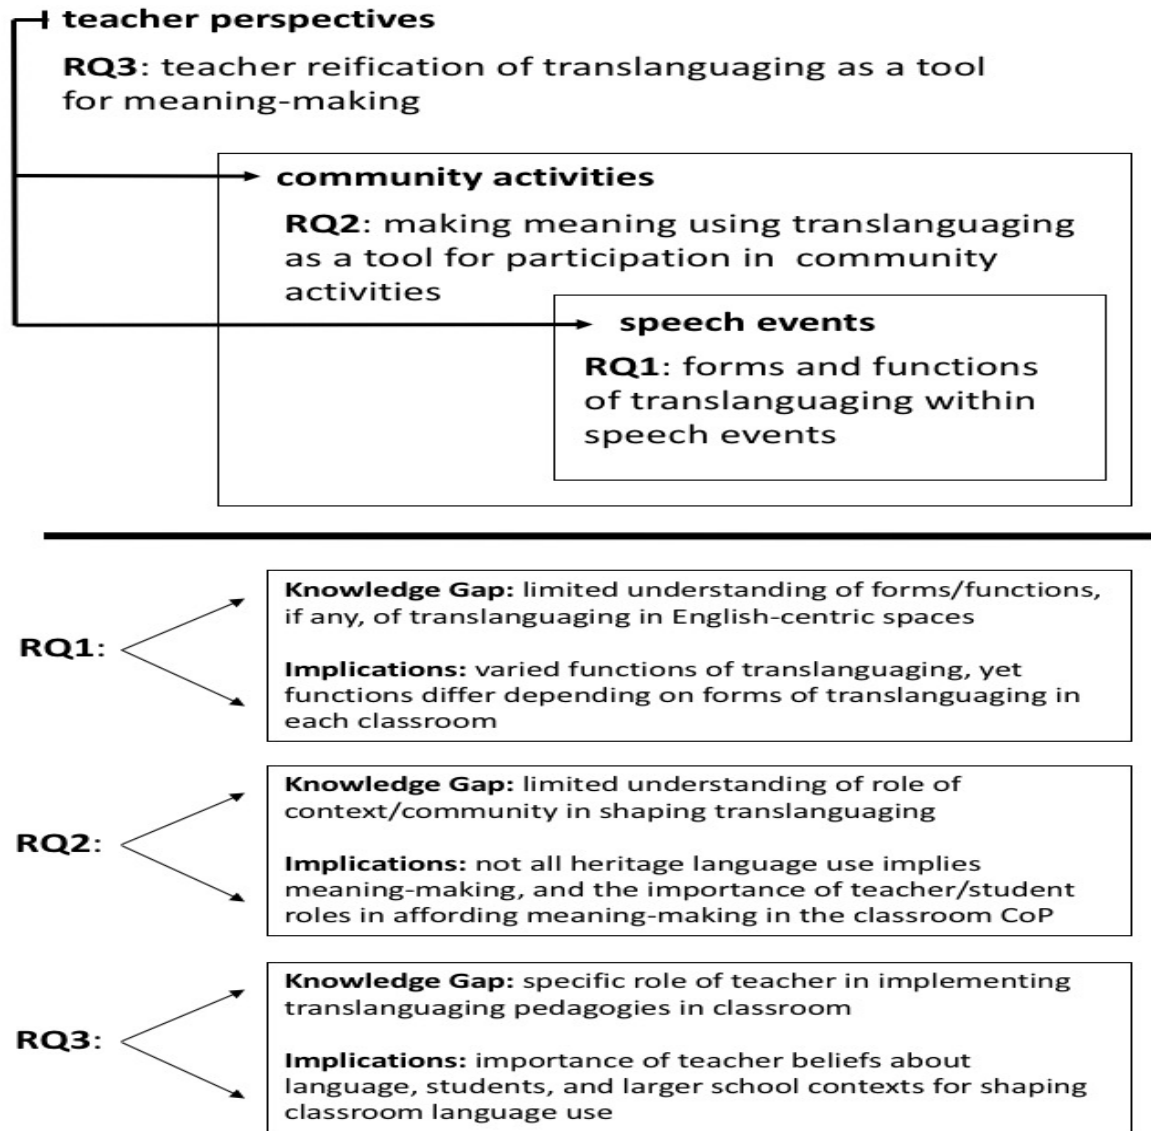 teacher perspectives
RQ3: teacher reification of translanguaging as a tool
for meaning-making
community activities
RQ2: making meaning using translanguaging
as a tool for participation in community
activities
speech events
RQ1: forms and functions
of translanguaging within
speech events
RQ1:
Knowledge Gap: limited understanding of forms/functions,
if any, of translanguaging in English-centric spaces
Implications: varied functions of translanguaging, yet
functions differ depending on forms of translanguaging in
each classroom
RQ2:
Knowledge Gap: limited understanding of role of
context/community in shaping translanguaging
Implications: not all heritage language use implies
meaning-making, and the importance of teacher/student
roles in affording meaning-making in the classroom CoP
RQ3:
Knowledge Gap: specific role of teacher in implementing
translanguaging pedagogies in classroom
Implications: importance of teacher beliefs about
language, students, and larger school contexts for shaping
classroom language use